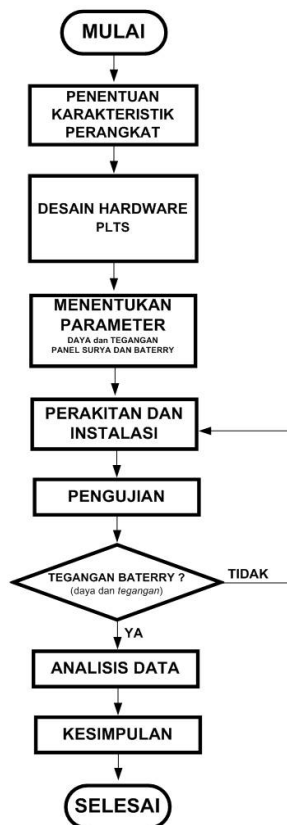 MULAI
PENENTUAN
KARAKTERISTIK
PERANGKAT
DESAIN HARDWARE
PLTS
MENENTUKAN
PARAMETER
DAYA dan TEGANGAN
PANEL SURYA DAN BATERRY
PERAKITAN DAN
INSTALASI
PENGUJIAN
TEGANGAN BATERRY ?
(daya dan tegangan)
TIDAK
YA
ANALISIS DATA
KESIMPULAN
SELESAI